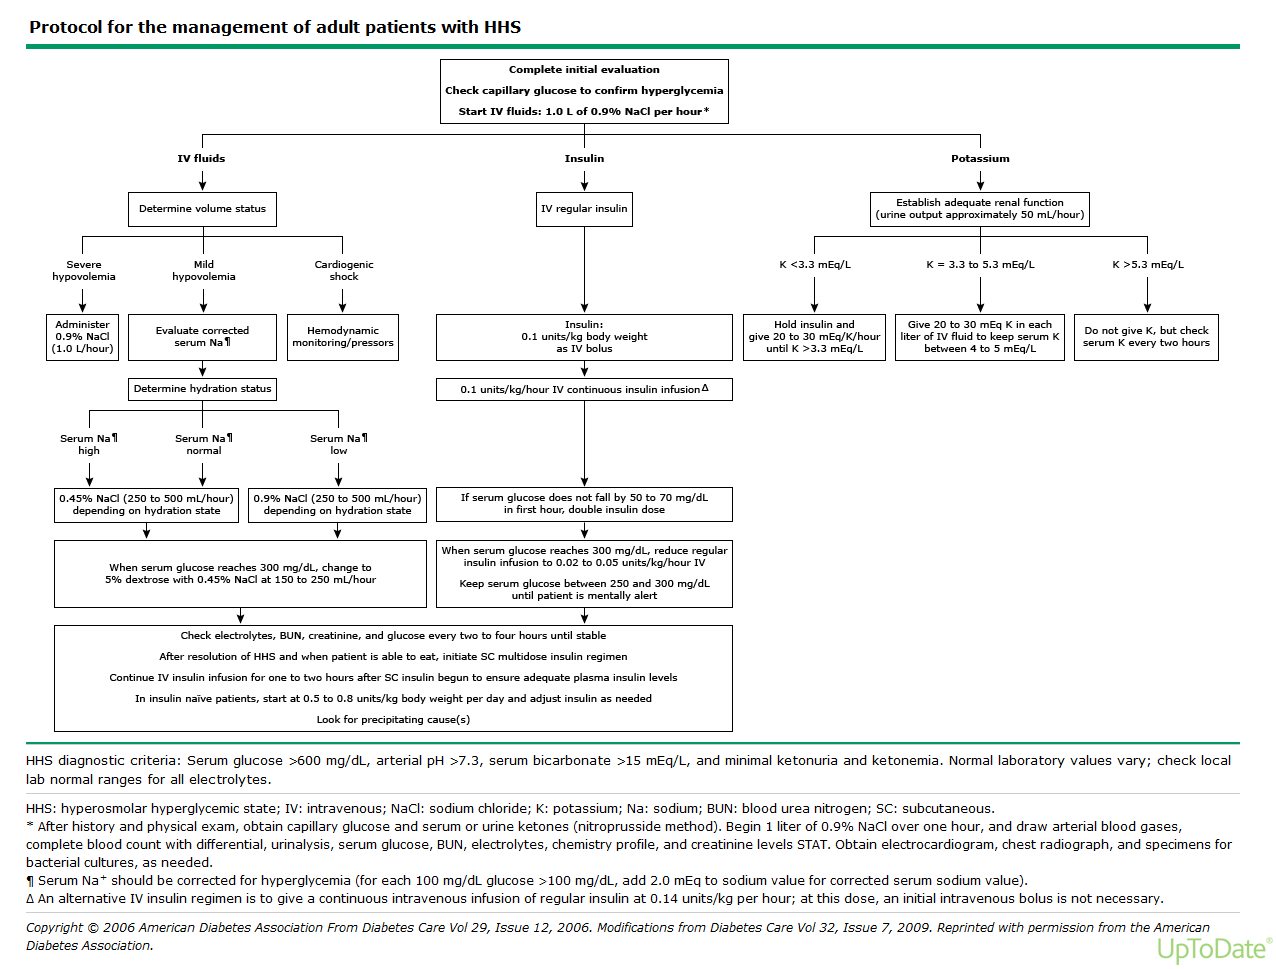 Protocol for the management of adult patients with HHS
Complete initial evaluation
Check capillary glucose to confirm hyperglycemia
Start IV fluids: 1.0 L of 0.9% NaCl per hour*
IV fluids
Insulin
Potassium
Determine volume status
IV regular insulin
Establish adequate renal function
(urine output approximately 50 mL/hour)
Severe
hypovolemia
Mild
hypovolemia
Cardiogenic
shock
K <3.3 mEq/L
K = 3.3 to 5.3 mEq/L
K >5.3 mEq/L
Administer
0.9% NaCl
(1.0 L/hour)
Evaluate corrected
serum Na¶
Hemodynamic
monitoring/pressors
Insulin:
0.1 units/kg body weight
as IV bolus
Hold insulin and
give 20 to 30 mEq/K/hour
until K >3.3 mEq/L
Give 20 to 30 mEq K in each
liter of IV fluid to keep serum K
between 4 to 5 mEq/L
Do not give K, but check
serum K every two hours
Determine hydration status
0.1 units/kg/hour IV continuous insulin infusionΔ
Serum Na¶
high
Serum Na¶
normal
Serum Na¶
low
0.45% NaCl (250 to 500 mL/hour)
depending on hydration state
0.9% NaCl (250 to 500 mL/hour)
depending on hydration state
If serum glucose does not fall by 50 to 70 mg/dL
in first hour, double insulin dose
When serum glucose reaches 300 mg/dL, change to
5% dextrose with 0.45% NaCl at 150 to 250 mL/hour
When serum glucose reaches 300 mg/dL, reduce regular
insulin infusion to 0.02 to 0.05 units/kg/hour IV
Keep serum glucose between 250 and 300 mg/dL
until patient is mentally alert
Check electrolytes, BUN, creatinine, and glucose every two to four hours until stable
After resolution of HHS and when patient is able to eat, initiate SC multidose insulin regimen
Continue IV insulin infusion for one to two hours after SC insulin begun to ensure adequate plasma insulin levels
In insulin naïve patients, start at 0.5 to 0.8 units/kg body weight per day and adjust insulin as needed
Look for precipitating cause(s)
HHS diagnostic criteria: Serum glucose >600 mg/dL, arterial pH >7.3, serum bicarbonate >15 mEq/L, and minimal ketonuria and ketonemia. Normal laboratory values vary; check local
lab normal ranges for all electrolytes.
HHS: hyperosmolar hyperglycemic state; IV: intravenous; NaCl: sodium chloride; K: potassium; Na: sodium; BUN: blood urea nitrogen; SC: subcutaneous.
* After history and physical exam, obtain capillary glucose and serum or urine ketones (nitroprusside method). Begin 1 liter of 0.9% NaCl over one hour, and draw arterial blood gases,
complete blood count with differential, urinalysis, serum glucose, BUN, electrolytes, chemistry profile, and creatinine levels STAT. Obtain electrocardiogram, chest radiograph, and specimens for
bacterial cultures, as needed.
¶ Serum Na⁺ should be corrected for hyperglycemia (for each 100 mg/dL glucose >100 mg/dL, add 2.0 mEq to sodium value for corrected serum sodium value).
Δ An alternative IV insulin regimen is to give a continuous intravenous infusion of regular insulin at 0.14 units/kg per hour; at this dose, an initial intravenous bolus is not necessary.
Copyright © 2006 American Diabetes Association From Diabetes Care Vol 29, Issue 12, 2006. Modifications from Diabetes Care Vol 32, Issue 7, 2009. Reprinted with permission from the American
Diabetes Association.
UpToDate®